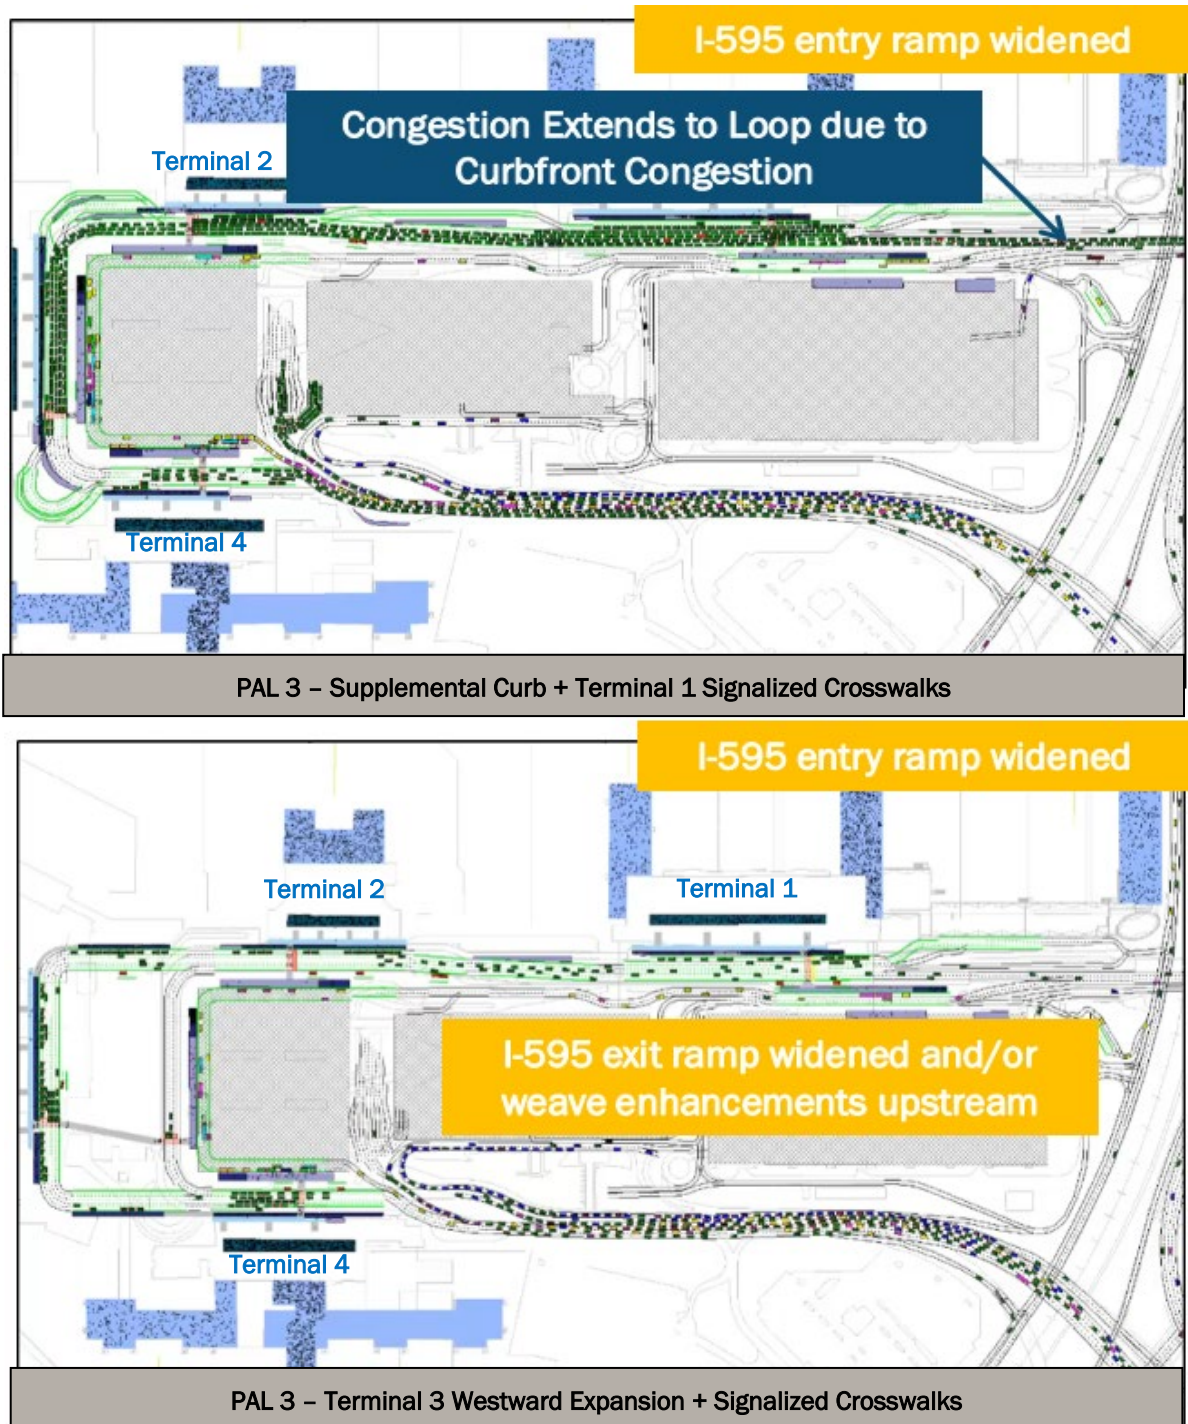 I-595 entry ramp widened
Congestion Extends to Loop due to
Curbfront Congestion
Terminal 2
Terminal 4
PAL 3 – Supplemental Curb + Terminal 1 Signalized Crosswalks
I-595 entry ramp widened
Terminal 2
Terminal 1
I-595 exit ramp widened and/or
weave enhancements upstream
Terminal 4
PAL 3 – Terminal 3 Westward Expansion + Signalized Crosswalks